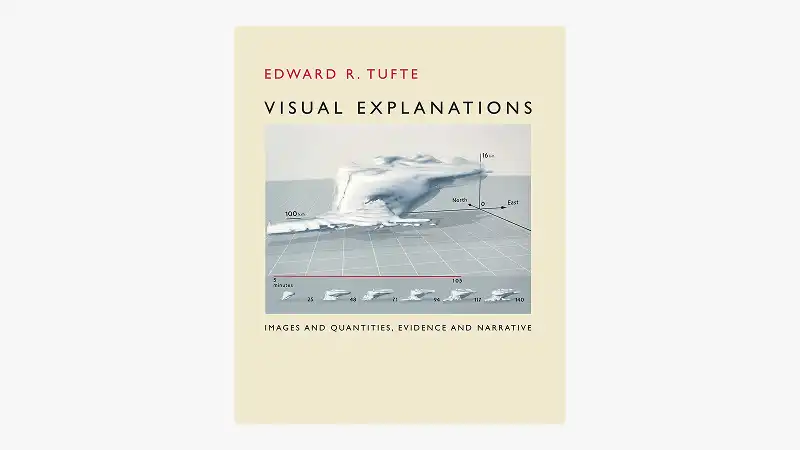 EDWARD R. TUFTE
VISUAL EXPLANATIONS
16 km
North 0 East
100 km
5 105
minutes
25 48 71 94 117 140
IMAGES AND QUANTITIES, EVIDENCE AND NARRATIVE